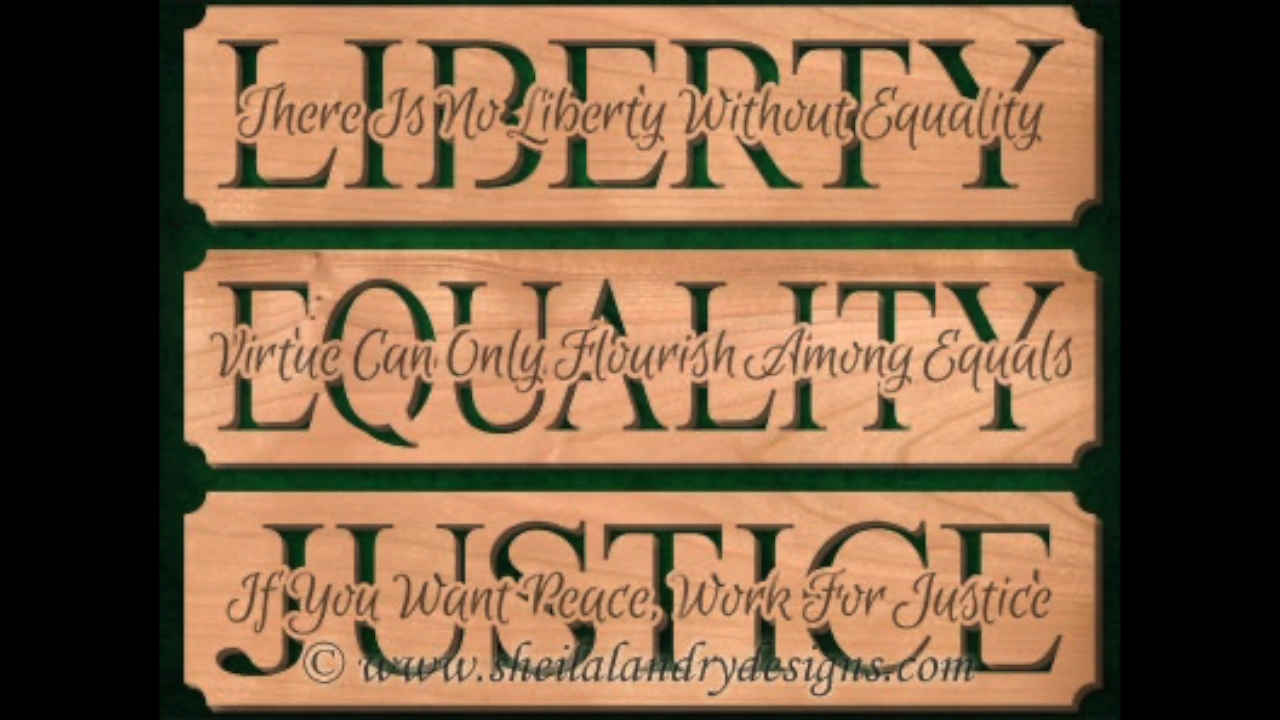 LIBERTY
There Is No Liberty Without Equality
EQUALITY
Virtue Can Only Flourish Among Equals
JUSTICE
If You Want Peace, Work For Justice
© www.sheilalandrydesigns.com